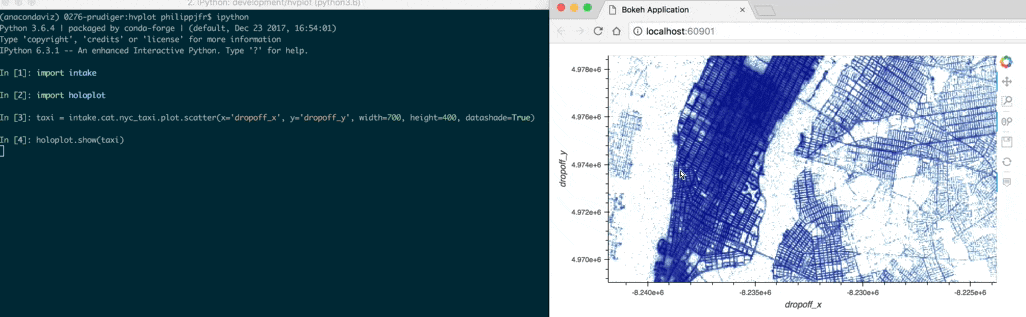 2. IPython: development/hvplot (python3.6)
(anacondaviz) 0276-prudiger:hvplot philippjfr$ ipython
Python 3.6.4 | packaged by conda-forge | (default, Dec 23 2017, 16:54:01)
Type 'copyright', 'credits' or 'license' for more information
IPython 6.3.1 -- An enhanced Interactive Python. Type '?' for help.
In [1]: import intake
In [2]: import holoplot
In [3]: taxi = intake.cat.nyc_taxi.plot.scatter(x='dropoff_x', y='dropoff_y', width=700, height=400, datashade=True)
In [4]: holoplot.show(taxi)
Bokeh Application
localhost:60901
4.978e+6
4.976e+6
4.974e+6
4.972e+6
4.970e+6
dropoff_y
-8.240e+6 -8.235e+6 -8.230e+6 -8.225e+6
dropoff_x